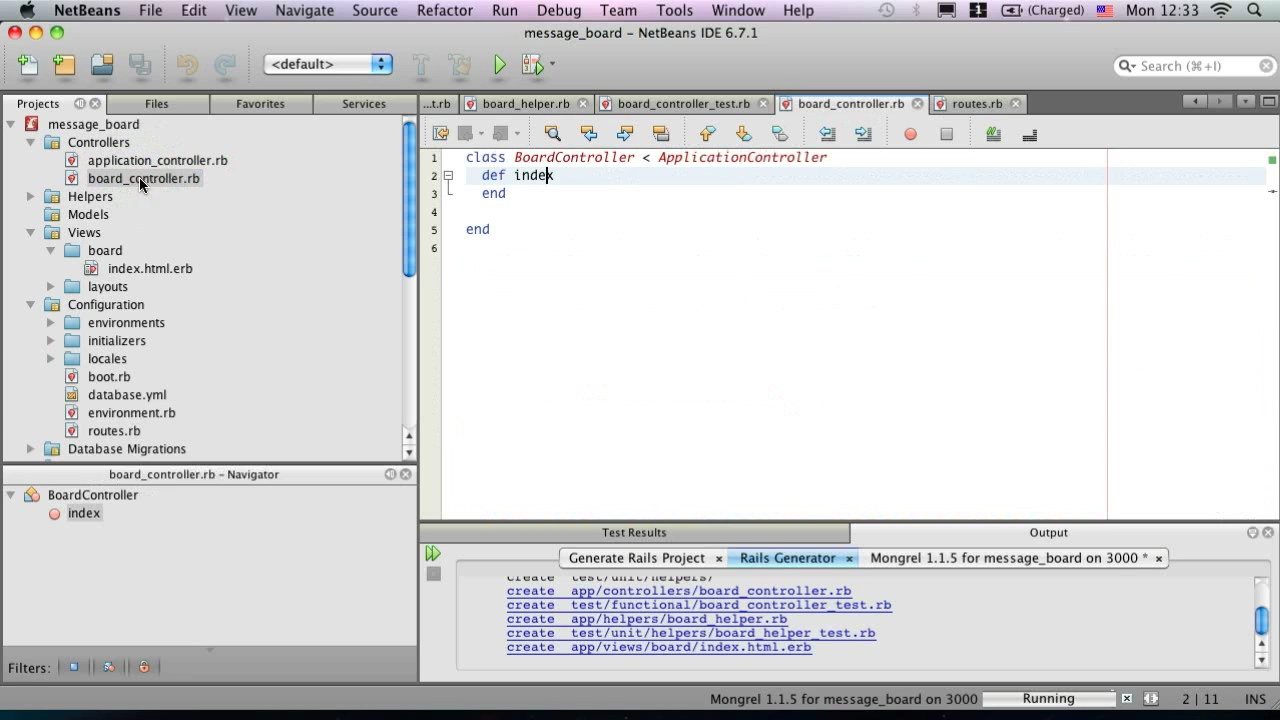 NetBeans File Edit View Navigate Source Refactor Run Debug Team Tools Window Help (Charged) Mon 12:33
message_board – NetBeans IDE 6.7.1
<default> Search (⌘+I)
Projects Files Favorites Services
...t.rb board_helper.rb board_controller_test.rb board_controller.rb routes.rb
message_board
Controllers
application_controller.rb
board_controller.rb
Helpers
Models
Views
board
index.html.erb
layouts
Configuration
environments
initializers
locales
boot.rb
database.yml
environment.rb
routes.rb
Database Migrations
1 class BoardController < ApplicationController
2 def index
3 end
4
5 end
6
board_controller.rb – Navigator
BoardController
index
Filters:
Test Results Output
Generate Rails Project Rails Generator Mongrel 1.1.5 for message_board on 3000 *
create test/unit/helpers/
create app/controllers/board_controller.rb
create test/functional/board_controller_test.rb
create app/helpers/board_helper.rb
create test/unit/helpers/board_helper_test.rb
create app/views/board/index.html.erb
Mongrel 1.1.5 for message_board on 3000 Running 2 | 11 INS